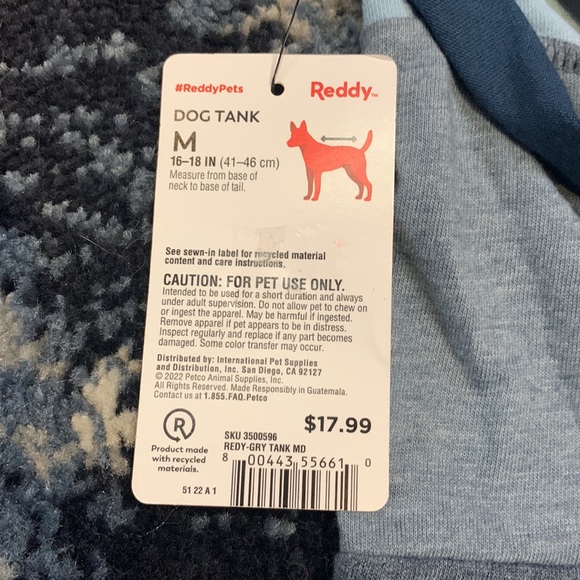 #ReddyPets
Reddy™
DOG TANK
M
16–18 IN (41–46 cm)
Measure from base of
neck to base of tail.
See sewn-in label for recycled material
content and care instructions.
CAUTION: FOR PET USE ONLY.
Intended to be used for a short duration and always
under adult supervision. Do not allow pet to chew on
or ingest the apparel. May be harmful if ingested.
Remove apparel if pet appears to be in distress.
Inspect regularly and replace if any part becomes
damaged. Some color transfer may occur.
Distributed by: International Pet Supplies
and Distribution, Inc. San Diego, CA 92127
© 2022 Petco Animal Supplies, Inc.
All Rights Reserved. Made Responsibly in Guatemala.
Contact us at 1.855.FAQ.Petco
R
Product made
with recycled
materials.
51 22 A 1
$17.99
SKU 3500596
REDY-GRY TANK MD
8 00443 55661 0